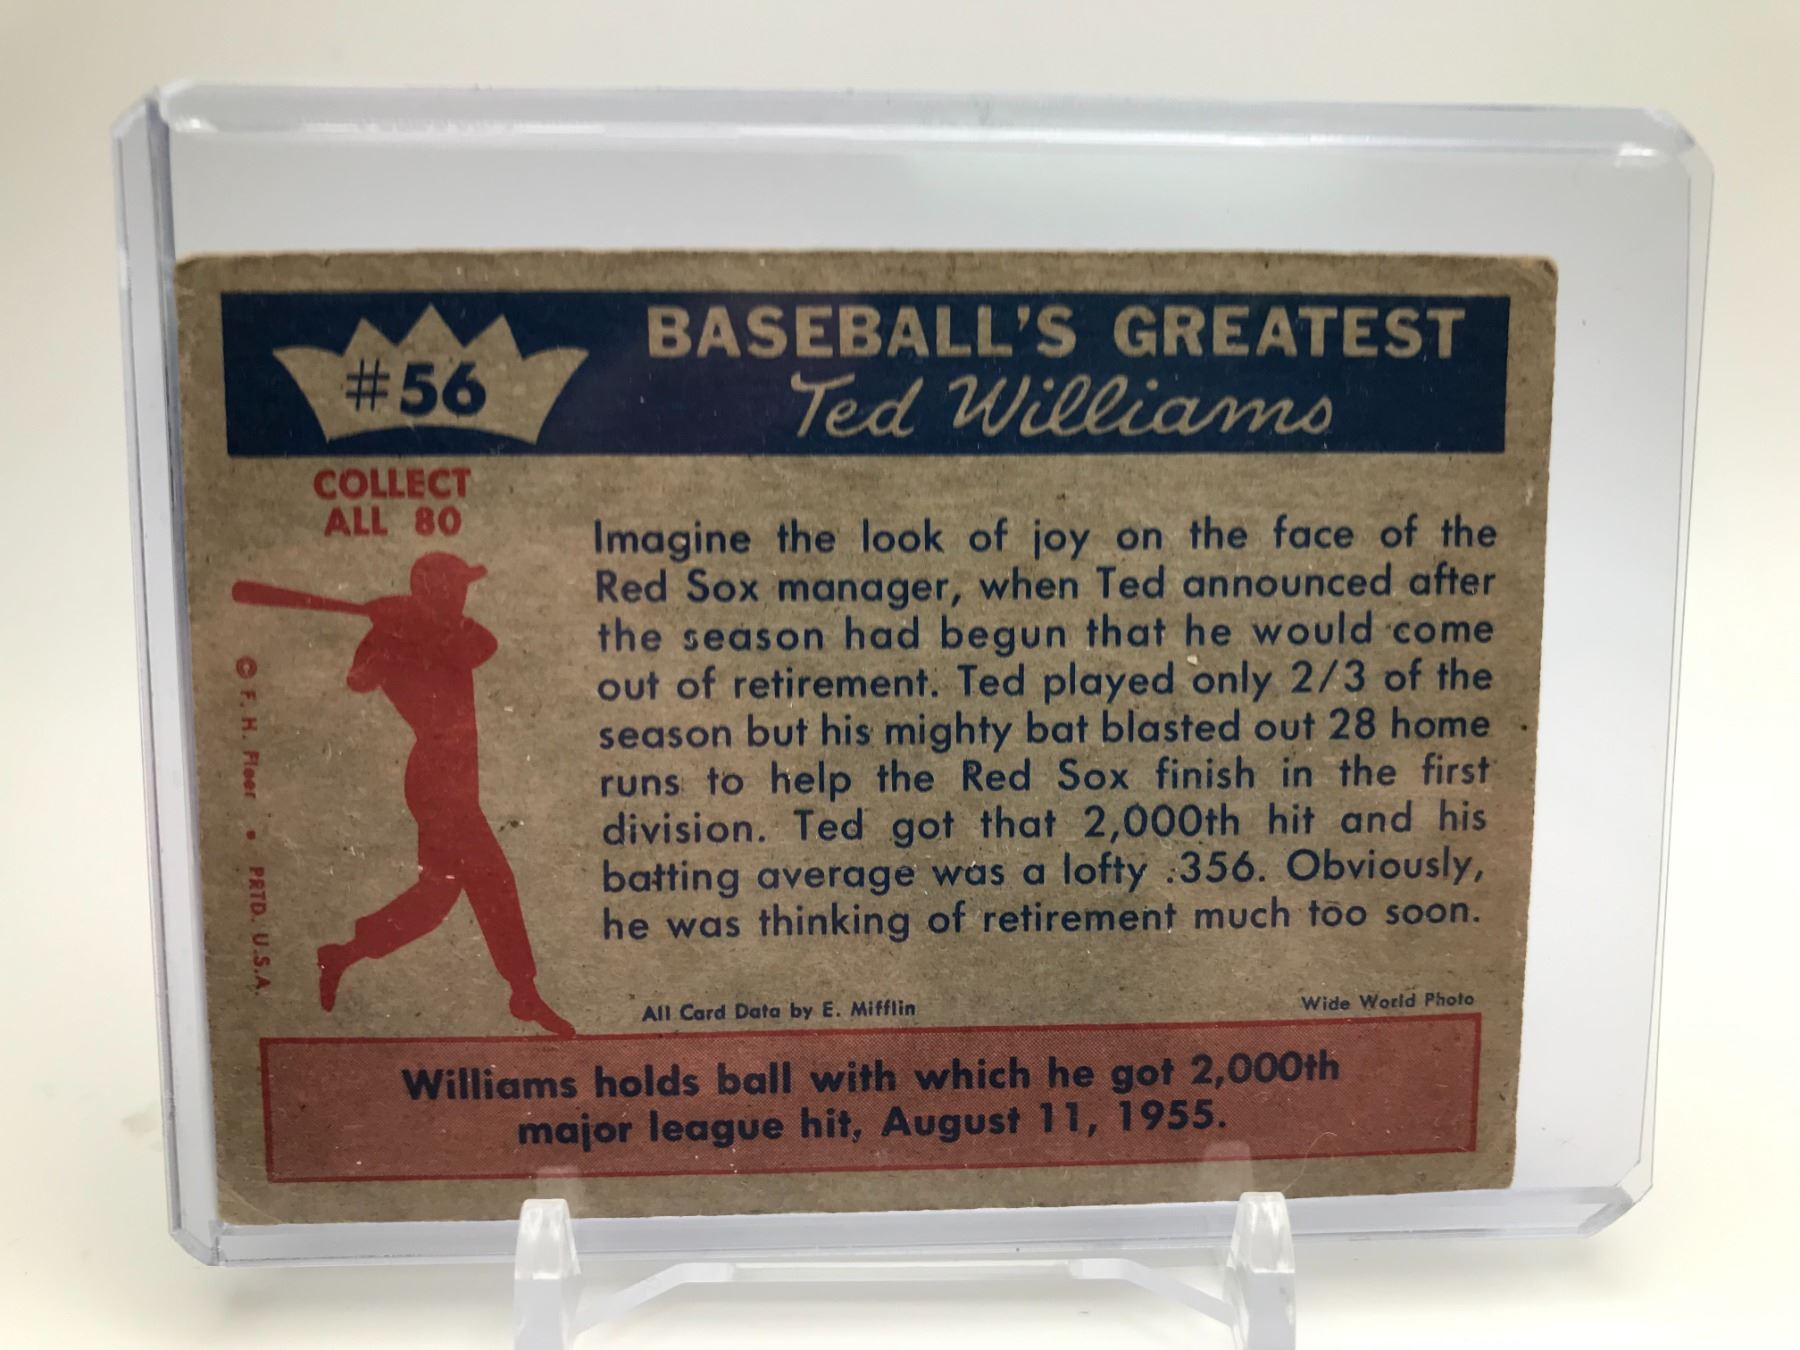 #56
BASEBALL'S GREATEST
Ted Williams
COLLECT
ALL 80
© F. H. Fleer • PRTD. U.S.A.
Imagine the look of joy on the face of the
Red Sox manager, when Ted announced after
the season had begun that he would come
out of retirement. Ted played only 2/3 of the
season but his mighty bat blasted out 28 home
runs to help the Red Sox finish in the first
division. Ted got that 2,000th hit and his
batting average was a lofty .356. Obviously,
he was thinking of retirement much too soon.
All Card Data by E. Mifflin
Wide World Photo
Williams holds ball with which he got 2,000th
major league hit, August 11, 1955.